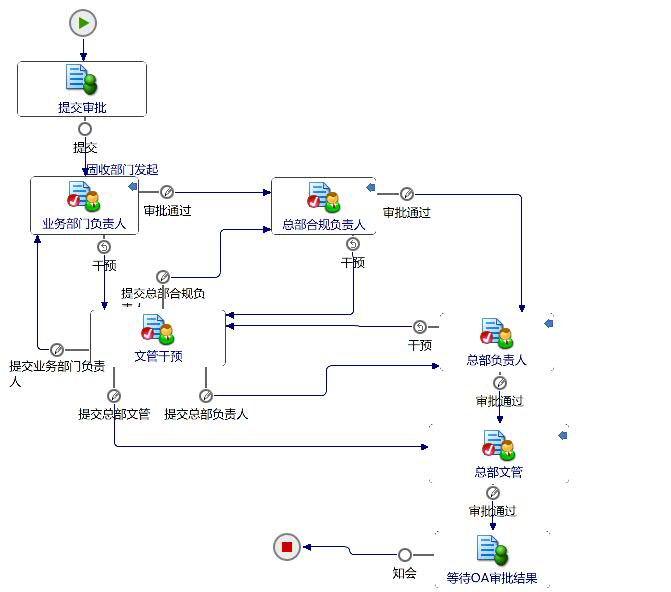 提交审批
提交
固收部门发起
业务部门负责人
审批通过
总部合规负责人
审批通过
干预
干预
提交总部合规负
责人
文管干预
干预
总部负责人
提交业务部门负责
人
审批通过
提交总部文管
提交总部负责人
总部文管
审批通过
知会
等待OA审批结果